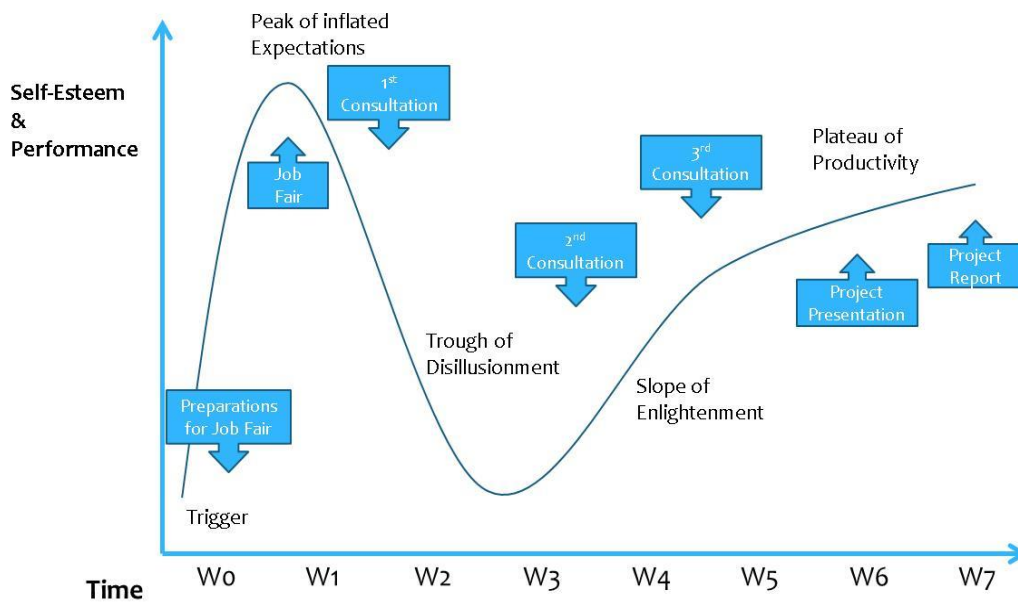 Peak of inflated
Expectations
Self-Esteem
&
Performance
1st
Consultation
Job
Fair
3rd
Consultation
Plateau of
Productivity
2nd
Consultation
Project
Report
Project
Presentation
Trough of
Disillusionment
Slope of
Enlightenment
Preparations
for Job Fair
Trigger
Time
W0 W1 W2 W3 W4 W5 W6 W7